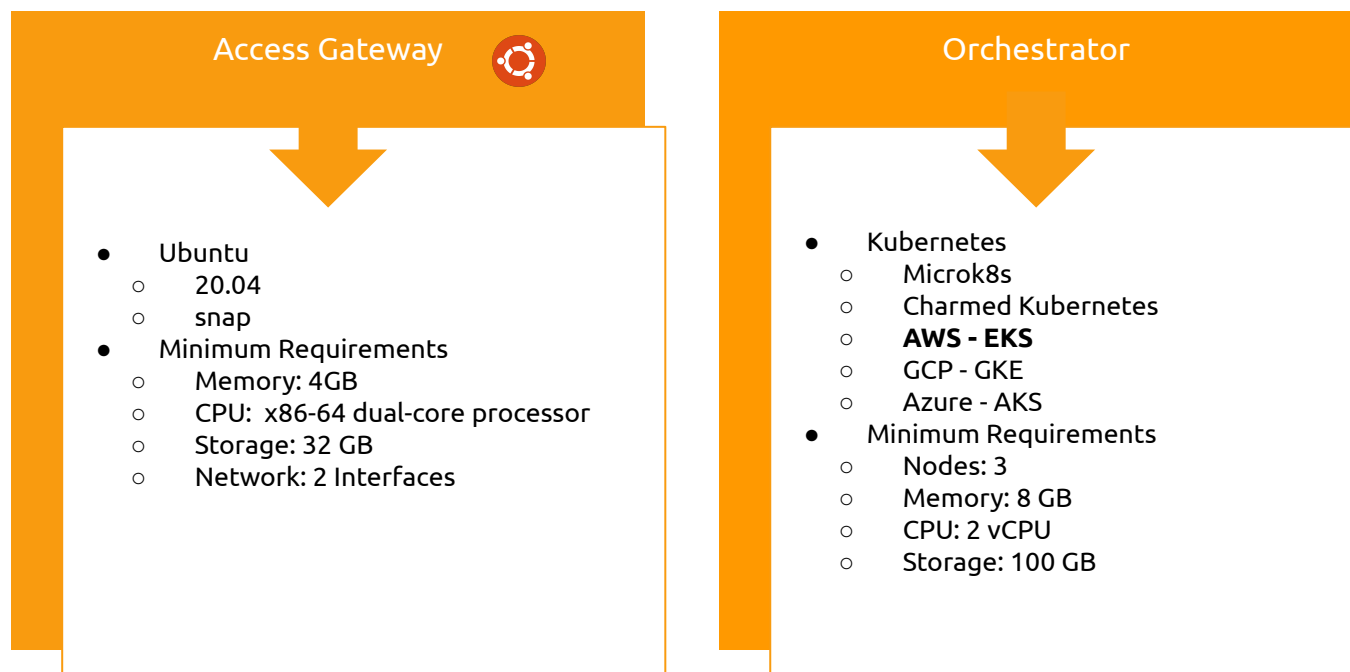 Access Gateway
● Ubuntu
○ 20.04
○ snap
● Minimum Requirements
○ Memory: 4GB
○ CPU:  x86-64 dual-core processor
○ Storage: 32 GB
○ Network: 2 Interfaces
Orchestrator
● Kubernetes
○ Microk8s
○ Charmed Kubernetes
○ AWS - EKS
○ GCP - GKE
○ Azure - AKS
● Minimum Requirements
○ Nodes: 3
○ Memory: 8 GB
○ CPU: 2 vCPU
○ Storage: 100 GB